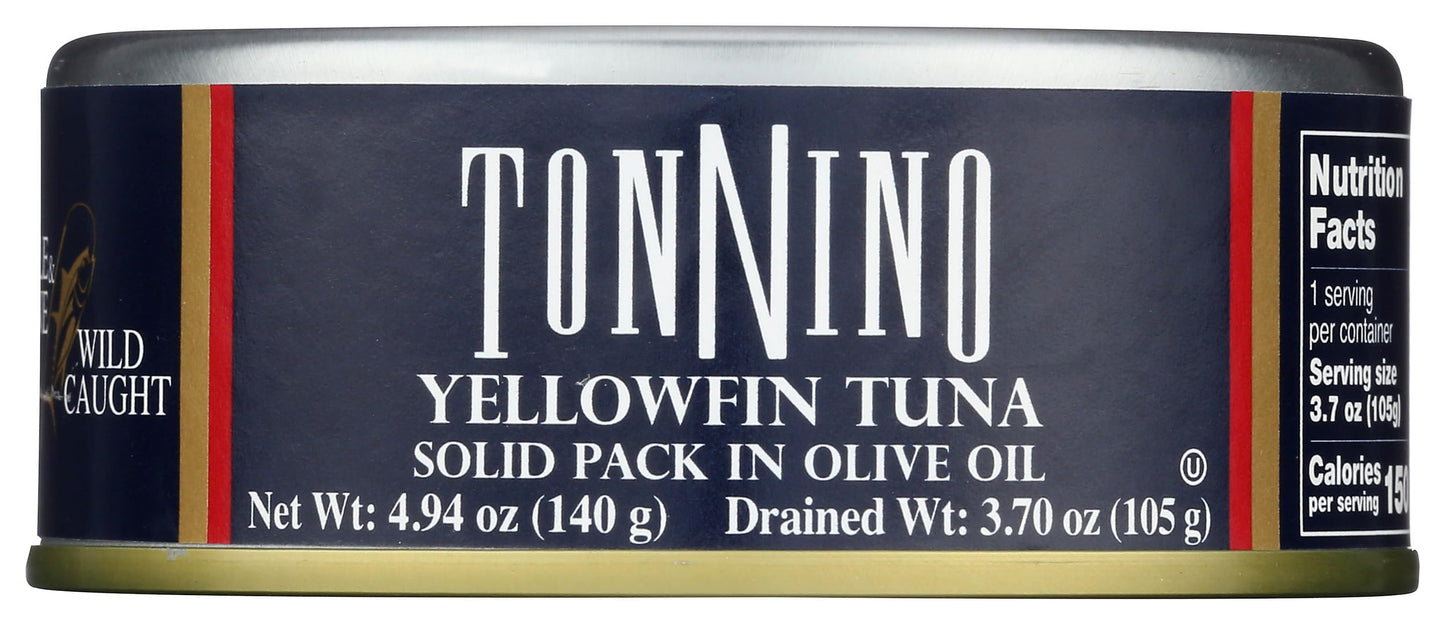 WILD
CAUGHT
TONNINO
YELLOWFIN TUNA
SOLID PACK IN OLIVE OIL
U
Net Wt: 4.94 oz (140 g) Drained Wt: 3.70 oz (105 g)
Nutrition
Facts
1 serving
per container
Serving size
3.7 oz (105g)
Calories
per serving 150